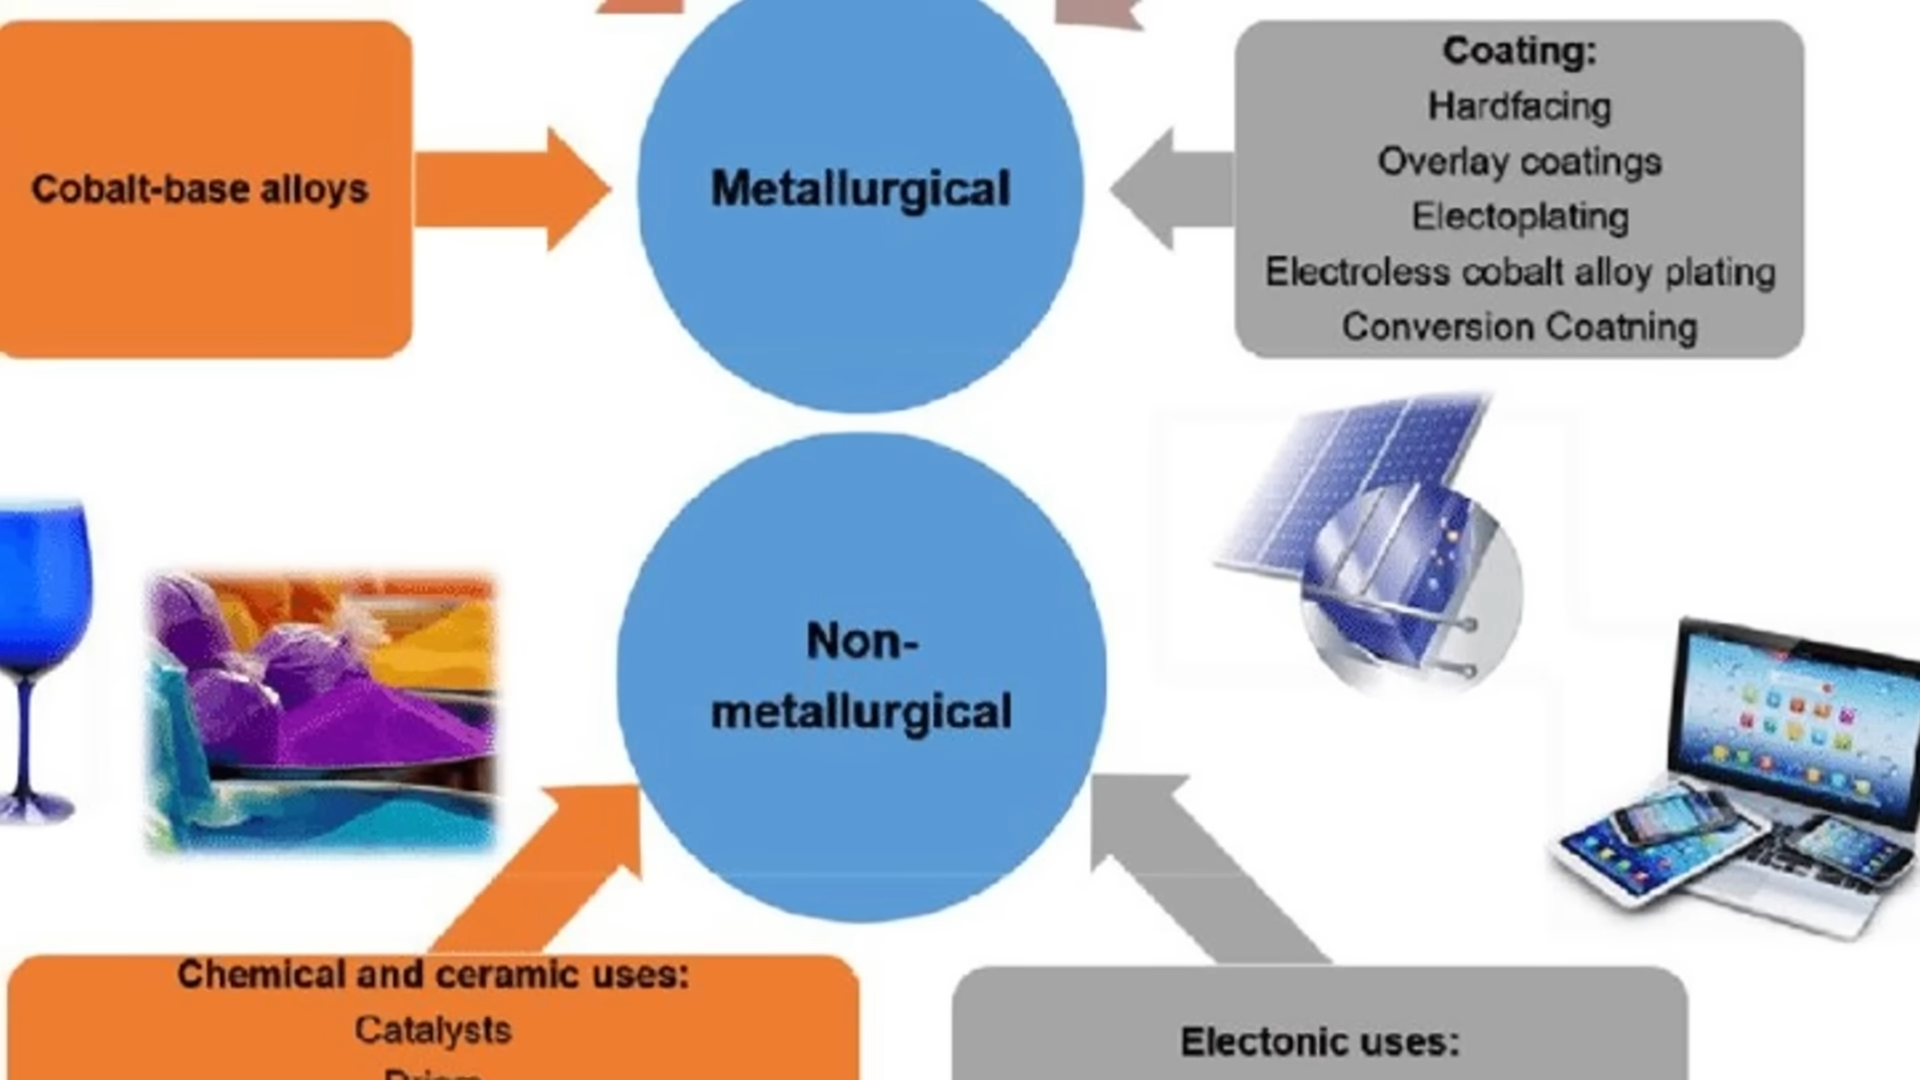 Cobalt-base alloys
Metallurgical
Coating:
Hardfacing
Overlay coatings
Electoplating
Electroless cobalt alloy plating
Conversion Coatning
Non-
metallurgical
Chemical and ceramic uses:
Catalysts
Electonic uses: